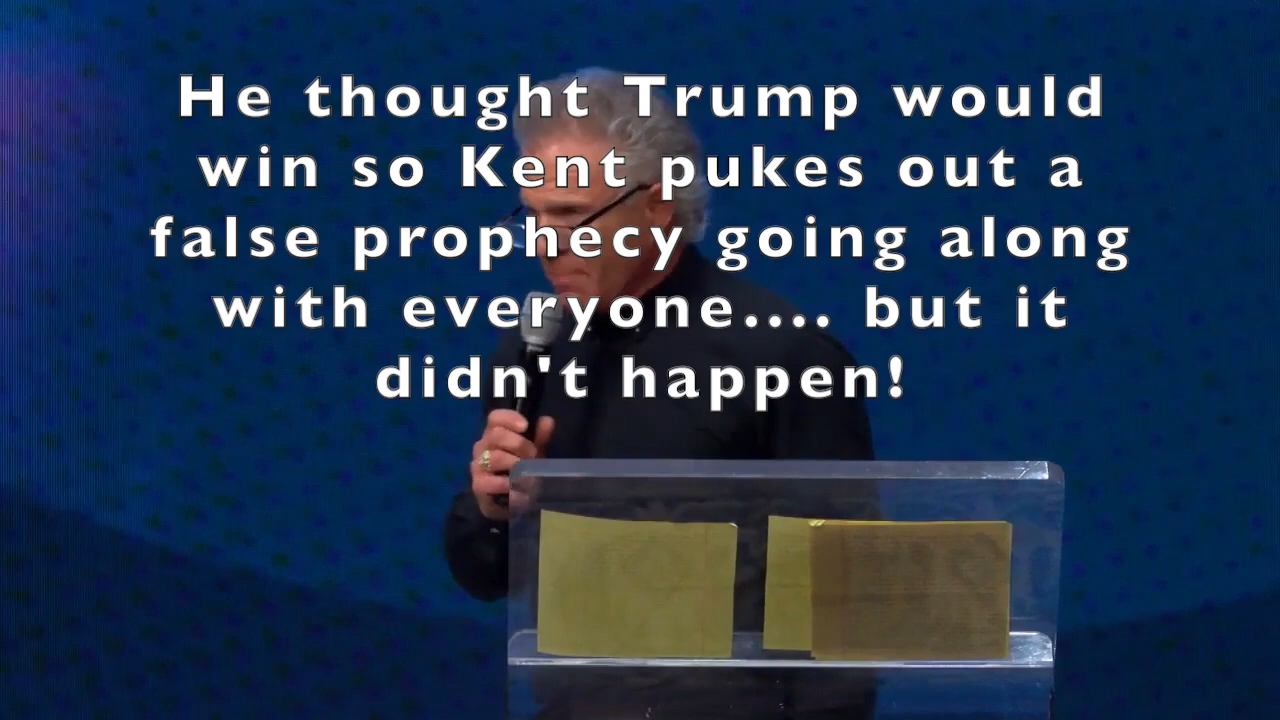 He thought Trump would
win so Kent pukes out a
false prophecy going along
with everyone.... but it
didn't happen!